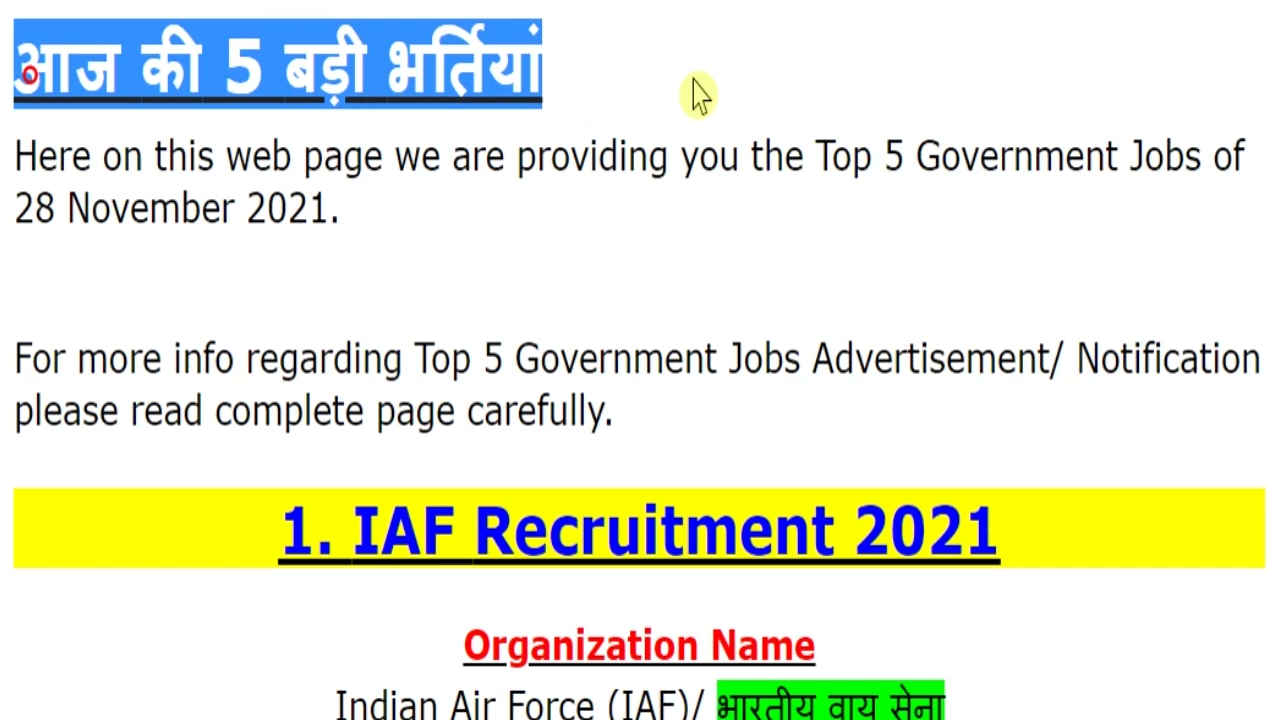 आज की 5 बड़ी भर्तियां
Here on this web page we are providing you the Top 5 Government Jobs of
28 November 2021.
For more info regarding Top 5 Government Jobs Advertisement/ Notification
please read complete page carefully.
1. IAF Recruitment 2021
Organization Name
Indian Air Force (IAF)/ भारतीय वायु सेना